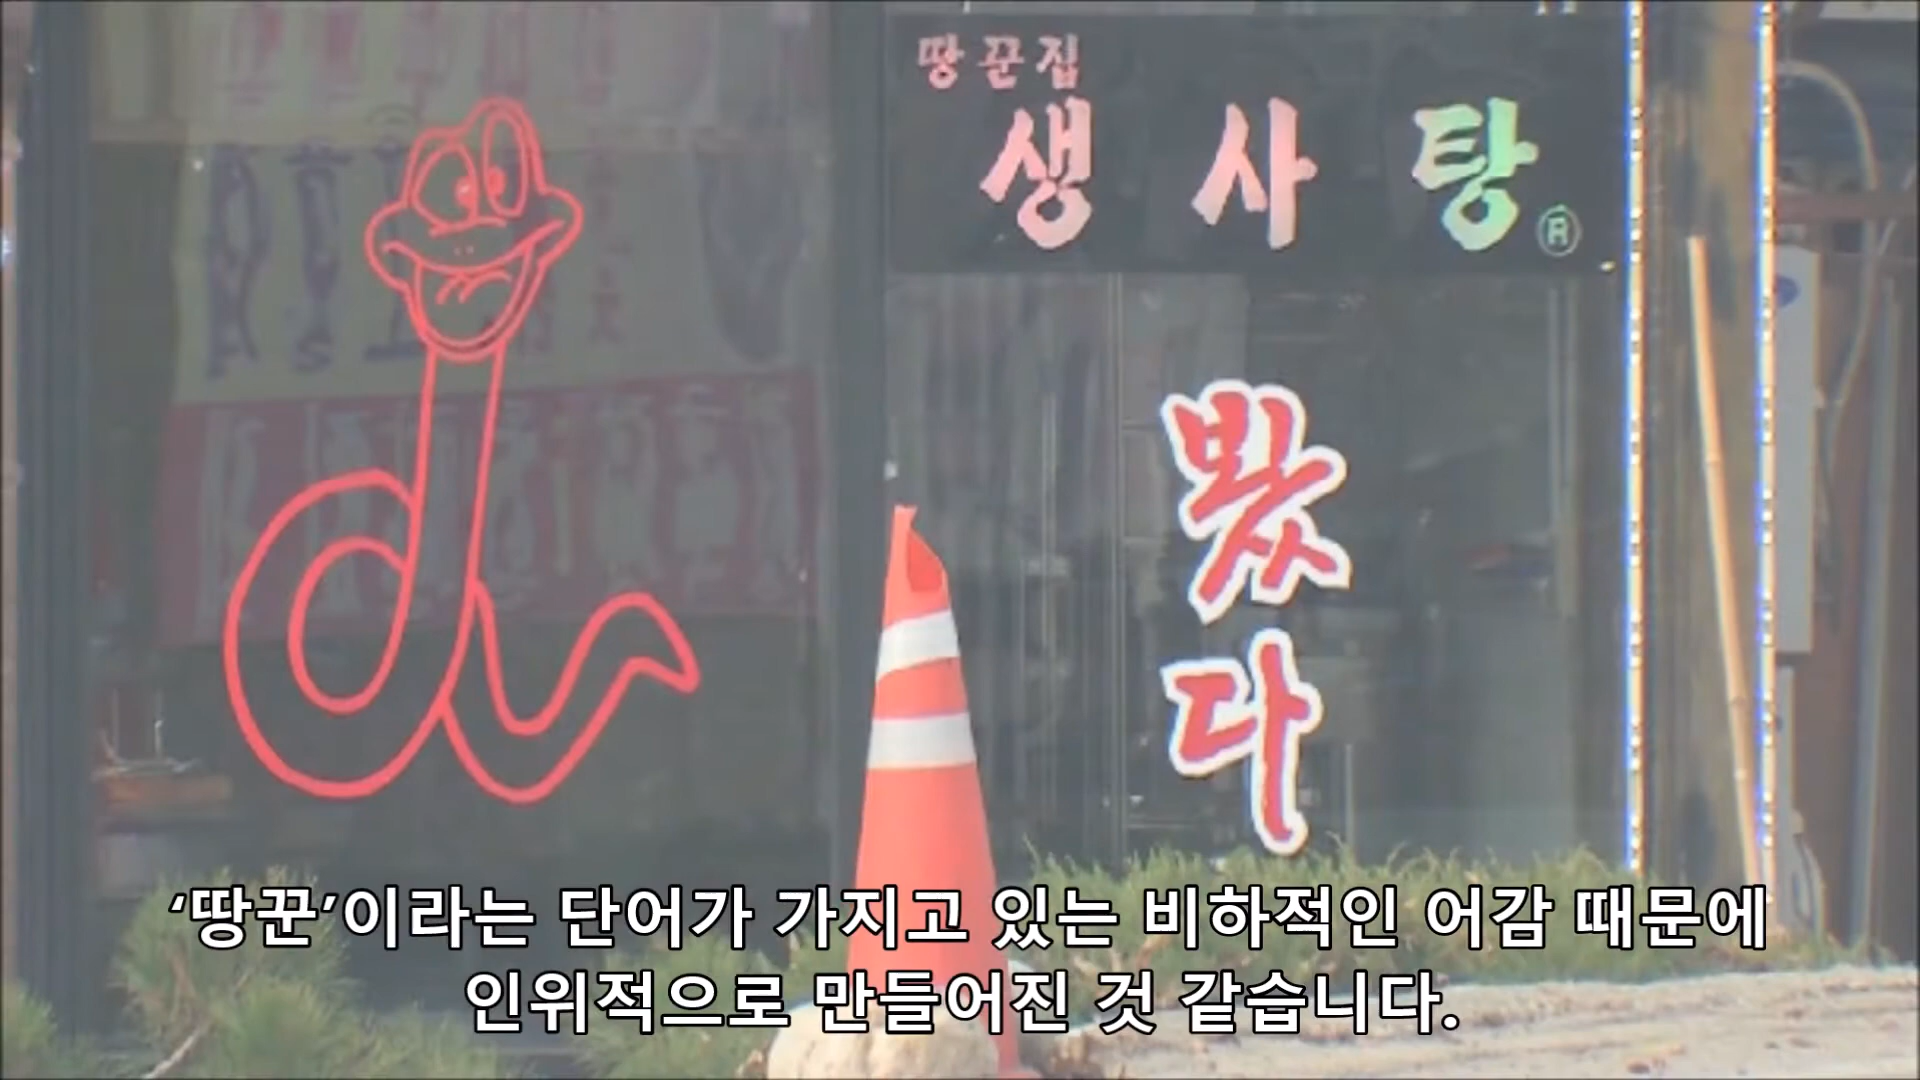 땅꾼집
생사탕
®
봤다
‘땅꾼’이라는 단어가 가지고 있는 비하적인 어감 때문에
인위적으로 만들어진 것 같습니다.